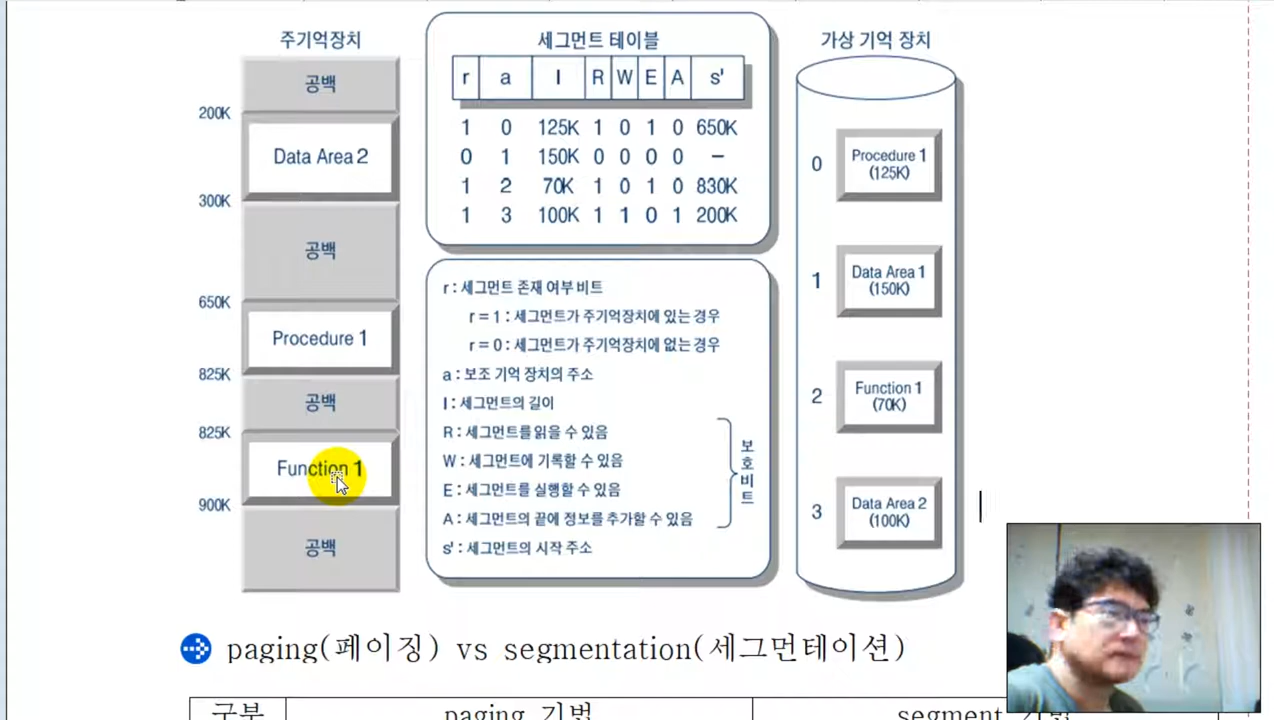 주기억장치
공백
200K
Data Area 2
300K
공백
650K
Procedure 1
825K
공백
825K
Function 1
900K
공백
세그먼트 테이블
r a l R W E A s'
1 0 125K 1 0 1 0 650K
0 1 150K 0 0 0 0 –
1 2 70K 1 0 1 0 830K
1 3 100K 1 1 0 1 200K
r : 세그먼트 존재 여부 비트
r = 1 : 세그먼트가 주기억장치에 있는 경우
r = 0 : 세그먼트가 주기억장치에 없는 경우
a : 보조 기억 장치의 주소
l : 세그먼트의 길이
R : 세그먼트를 읽을 수 있음
W : 세그먼트에 기록할 수 있음
E : 세그먼트를 실행할 수 있음
A : 세그먼트의 끝에 정보를 추가할 수 있음
보호비트
s' : 세그먼트의 시작 주소
가상 기억 장치
0 Procedure 1
(125K)
1 Data Area 1
(150K)
2 Function 1
(70K)
3 Data Area 2
(100K)
paging(페이징) vs segmentation(세그먼테이션)
구분 paging 기법 segment 기법